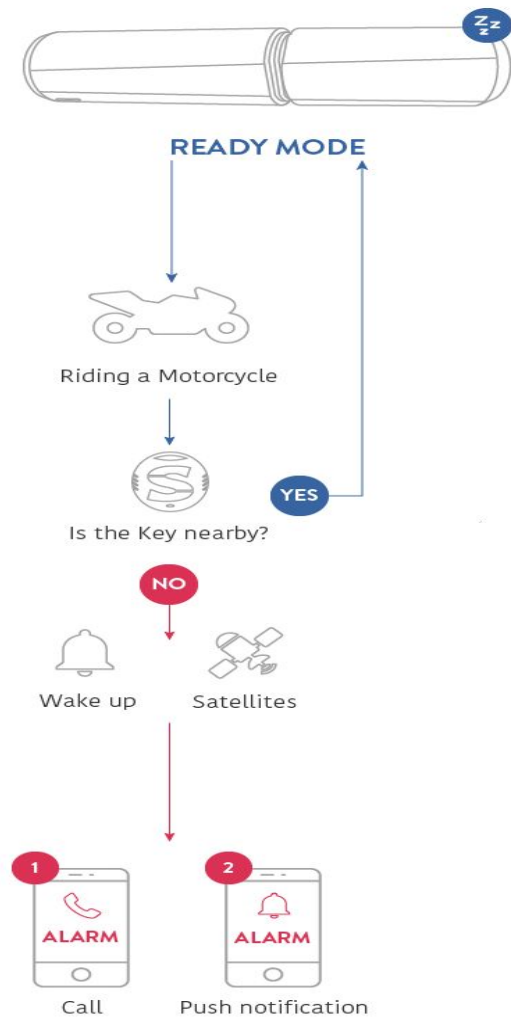 Zzz
READY MODE
Riding a Motorcycle
S
YES
Is the Key nearby?
NO
Wake up
Satellites
1
2
ALARM
ALARM
Call
Push notification